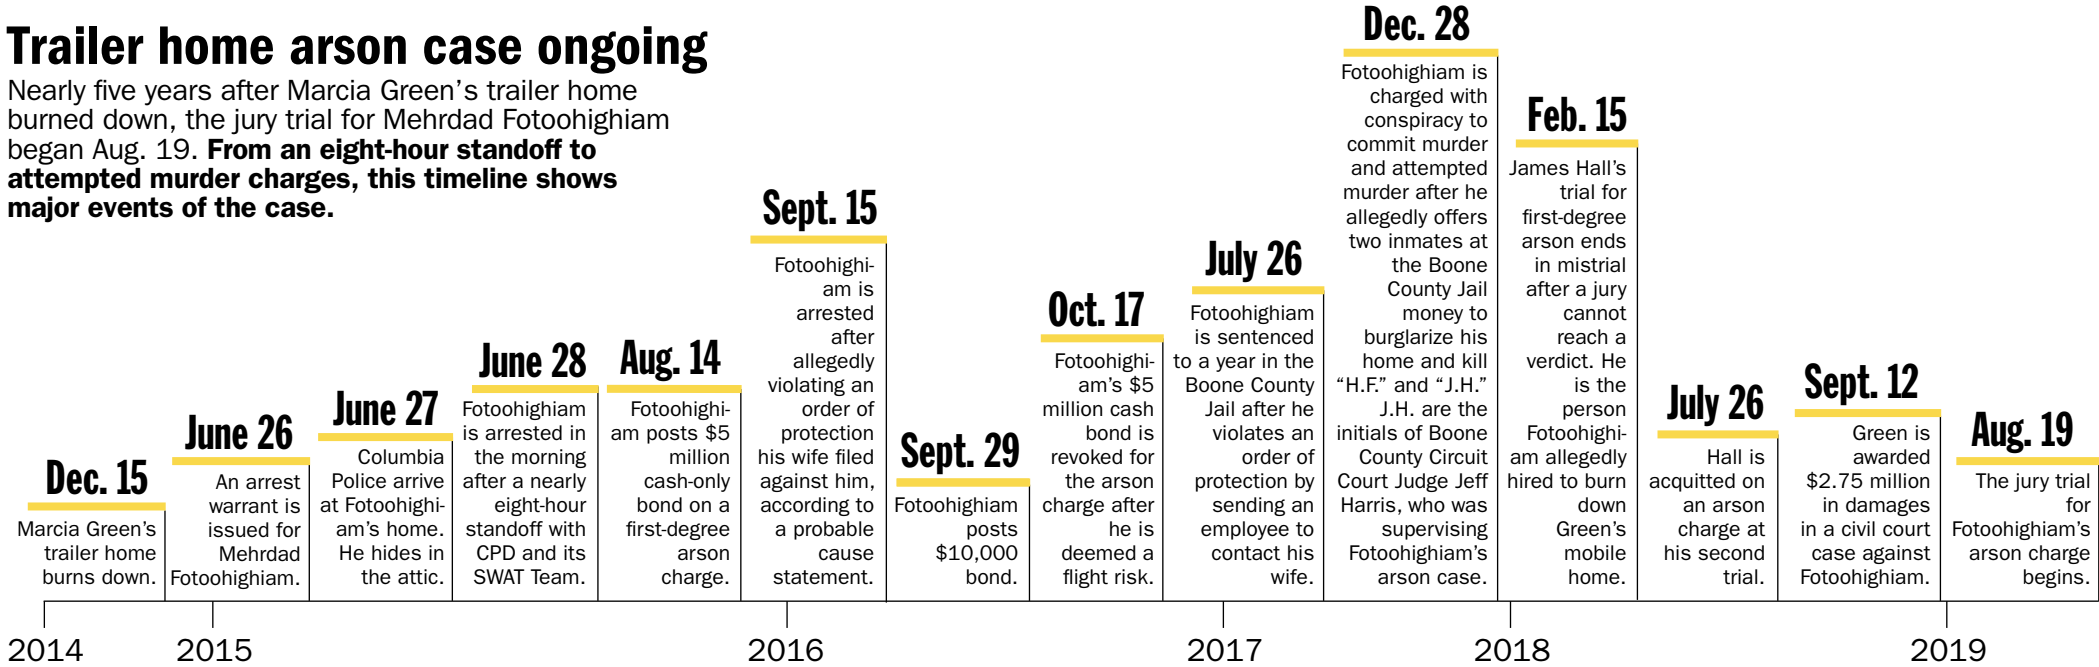 Trailer home arson case ongoing
Nearly five years after Marcia Green's trailer home
burned down, the jury trial for Mehrdad Fotoohighiam
began Aug. 19. From an eight-hour standoff to
attempted murder charges, this timeline shows
major events of the case.
Dec. 15
Marcia Green's
trailer home
burns down.
June 26
An arrest
warrant is
issued for
Mehrdad
Fotoohighiam.
June 27
Columbia
Police arrive
at Fotoohighi-
am's home.
He hides in
the attic.
June 28
Fotoohighiam
is arrested in
the morning
after a nearly
eight-hour
standoff with
CPD and its
SWAT Team.
Aug. 14
Fotoohighi-
am posts $5
million
cash-only
bond on a
first-degree
arson
charge.
Sept. 15
Fotoohighi-
am is
arrested
after
allegedly
violating an
order of
protection
his wife filed
against him,
according to
a probable
cause
statement.
Sept. 29
Fotoohighiam
posts
$10,000
bond.
Oct. 17
Fotoohighi-
am's $5
million cash
bond is
revoked for
the arson
charge after
he is
deemed a
flight risk.
July 26
Fotoohighiam
is sentenced
to a year in the
Boone County
Jail after he
violates an
order of
protection by
sending an
employee to
contact his
wife.
Dec. 28
Fotoohighiam is
charged with
conspiracy to
commit murder
and attempted
murder after he
allegedly offers
two inmates at
the Boone
County Jail
money to
burglarize his
home and kill
“H.F.” and “J.H.”
J.H. are the
initials of Boone
County Circuit
Court Judge Jeff
Harris, who was
supervising
Fotoohighiam's
arson case.
Feb. 15
James Hall's
trial for
first-degree
arson ends
in mistrial
after a jury
cannot
reach a
verdict. He
is the
person
Fotoohighi-
am allegedly
hired to burn
down
Green's
mobile
home.
July 26
Hall is
acquitted on
an arson
charge at
his second
trial.
Sept. 12
Green is
awarded
$2.75 million
in damages
in a civil court
case against
Fotoohighiam.
Aug. 19
The jury trial
for
Fotoohighiam's
arson charge
begins.
2014
2015
2016
2017
2018
2019